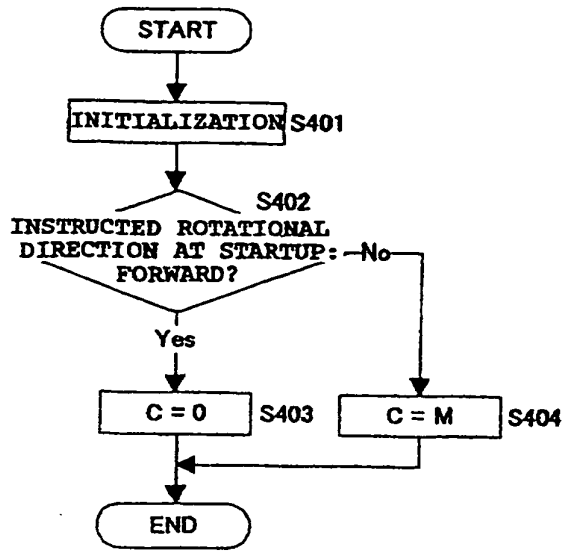 START
INITIALIZATION S401
S402
INSTRUCTED ROTATIONAL
DIRECTION AT STARTUP: No
FORWARD?
Yes
C = 0 S403
C = M S404
END